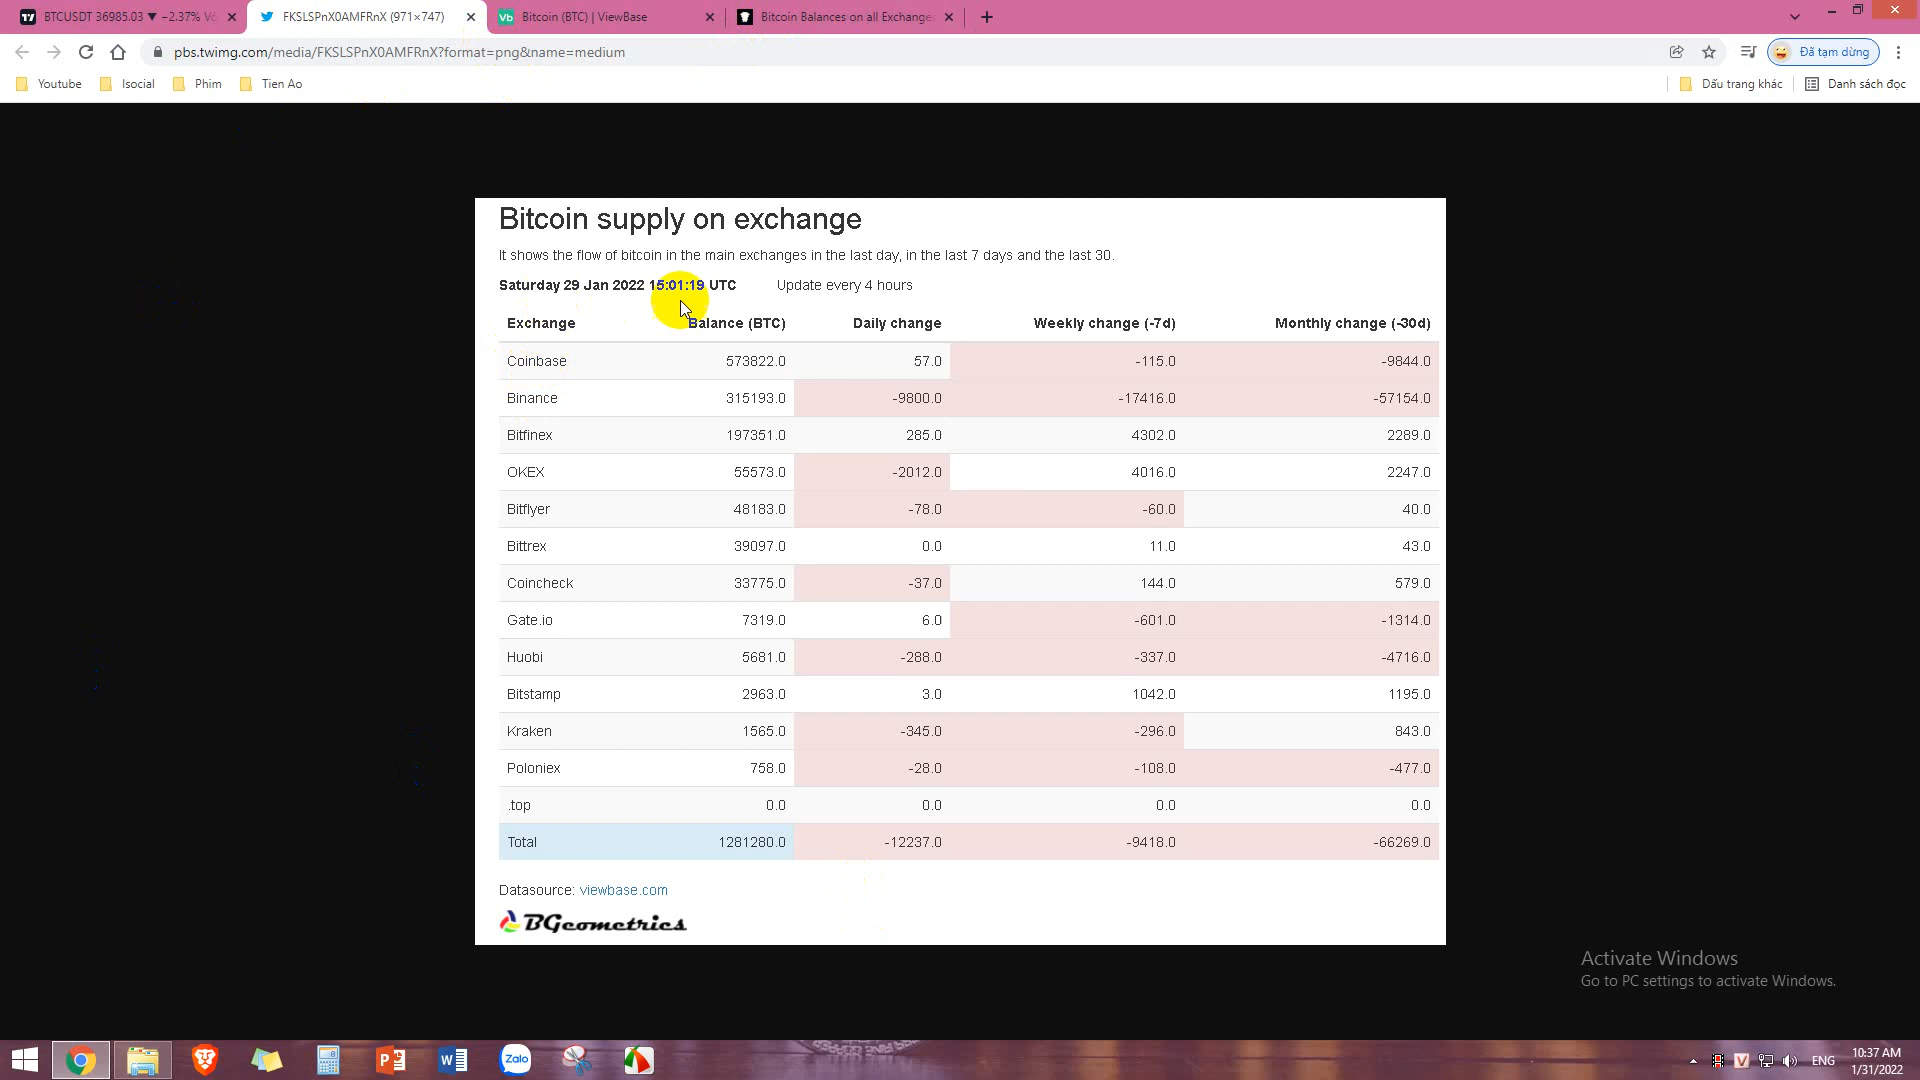 BTCUSDT 36985.03 ▼ −2.37% Vô
FKSLSPnX0AMFRnX (971×747)
Vb Bitcoin (BTC) | ViewBase
Bitcoin Balances on all Exchanges
pbs.twimg.com/media/FKSLSPnX0AMFRnX?format=png&name=medium
Đã tạm dừng
Youtube
Isocial
Phim
Tien Ao
Dấu trang khác
Danh sách đọc
Bitcoin supply on exchange
It shows the flow of bitcoin in the main exchanges in the last day, in the last 7 days and the last 30.
Saturday 29 Jan 2022 15:01:19 UTC Update every 4 hours
Exchange Balance (BTC) Daily change Weekly change (-7d) Monthly change (-30d)
Coinbase 573822.0 57.0 -115.0 -9844.0
Binance 315193.0 -9800.0 -17416.0 -57154.0
Bitfinex 197351.0 285.0 4302.0 2289.0
OKEX 55573.0 -2012.0 4016.0 2247.0
Bitflyer 48183.0 -78.0 -60.0 40.0
Bittrex 39097.0 0.0 11.0 43.0
Coincheck 33775.0 -37.0 144.0 579.0
Gate.io 7319.0 6.0 -601.0 -1314.0
Huobi 5681.0 -288.0 -337.0 -4716.0
Bitstamp 2963.0 3.0 1042.0 1195.0
Kraken 1565.0 -345.0 -296.0 843.0
Poloniex 758.0 -28.0 -108.0 -477.0
.top 0.0 0.0 0.0 0.0
Total 1281280.0 -12237.0 -9418.0 -66269.0
Datasource: viewbase.com
BGeometrics
Activate Windows
Go to PC settings to activate Windows.
Zalo
ENG
10:37 AM
1/31/2022